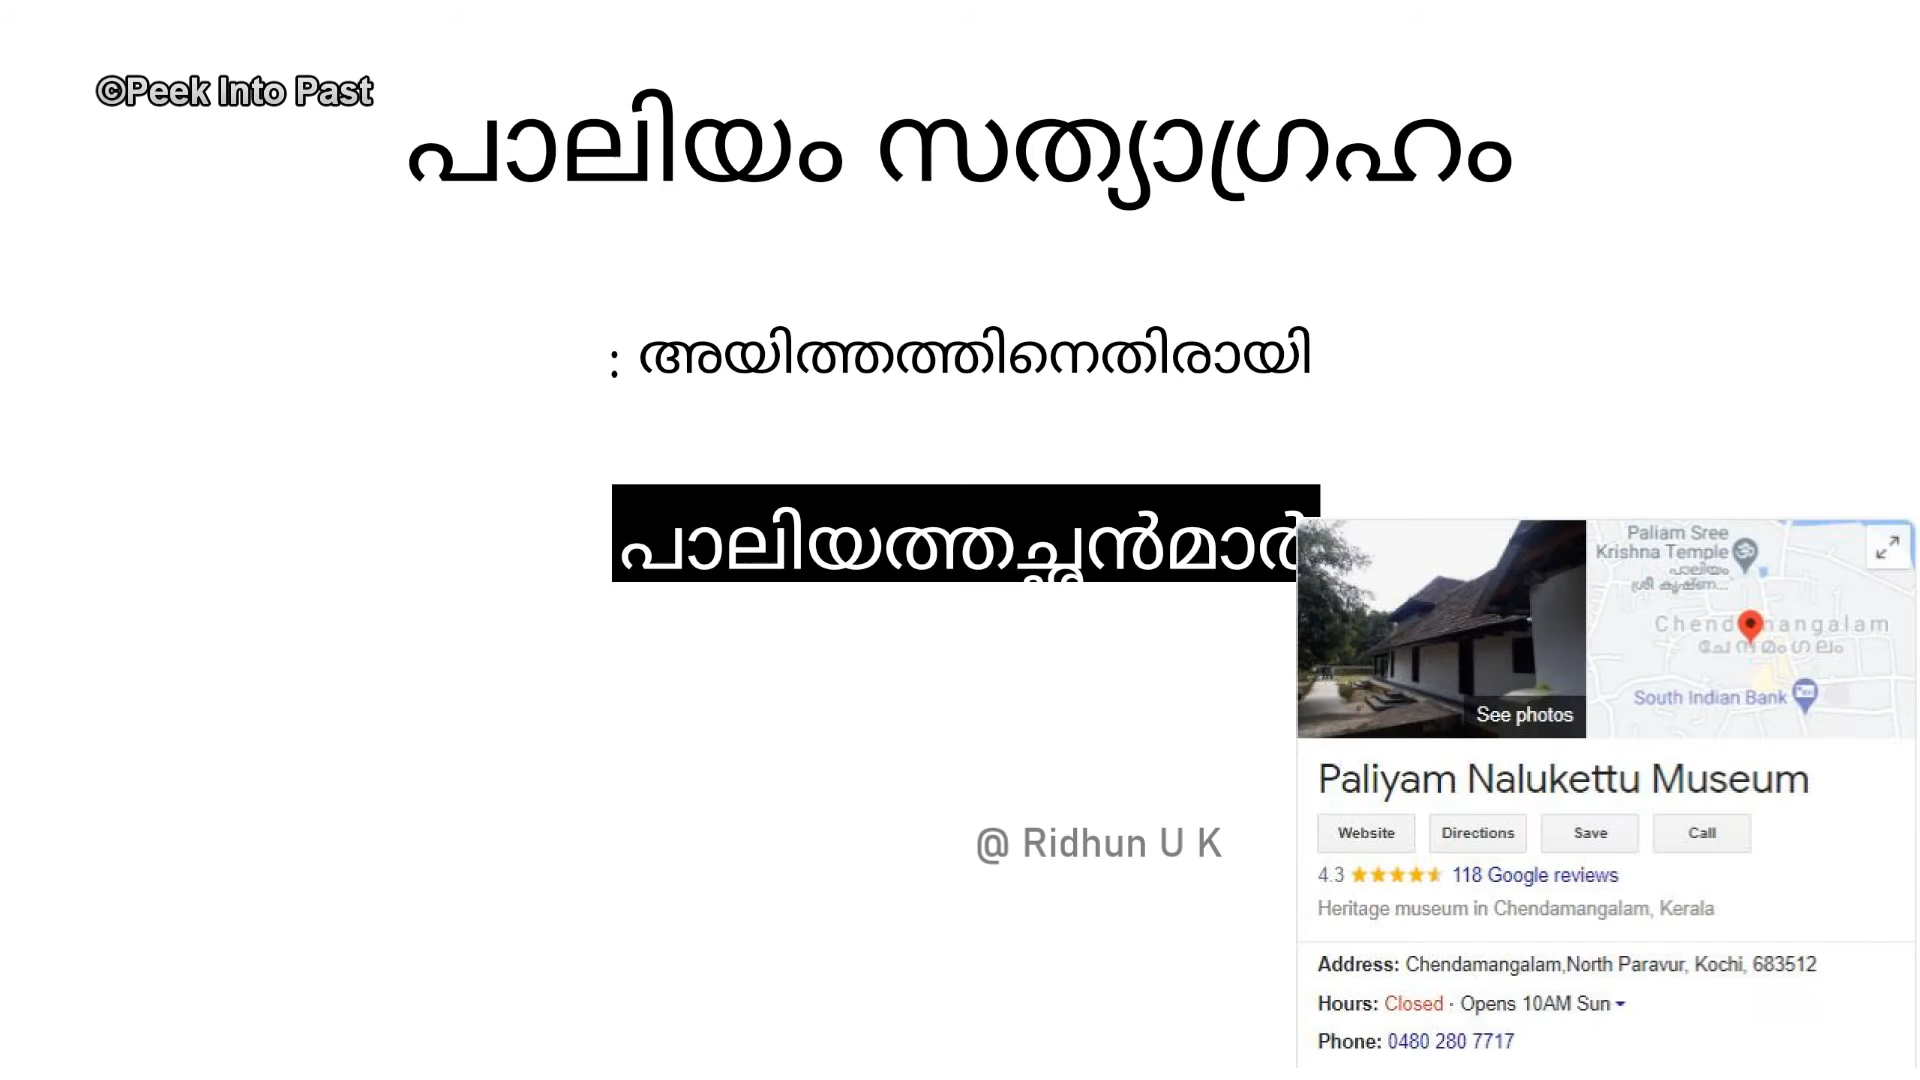 ©Peek Into Past
പാലിയം സത്യാഗ്രഹം
: അയിത്തത്തിനെതിരായി
പാലിയത്തച്ഛൻമാർ
@ Ridhun U K
Paliam Sree
Krishna Temple
പാലിയം
ശ്രീ കൃഷ്ണ...
ചേന്ദമംഗലം
South Indian Bank
See photos
Paliyam Nalukettu Museum
Website Directions Save Call
4.3 118 Google reviews
Heritage museum in Chendamangalam, Kerala
Address: Chendamangalam,North Paravur, Kochi, 683512
Hours: Closed · Opens 10AM Sun
Phone: 0480 280 7717